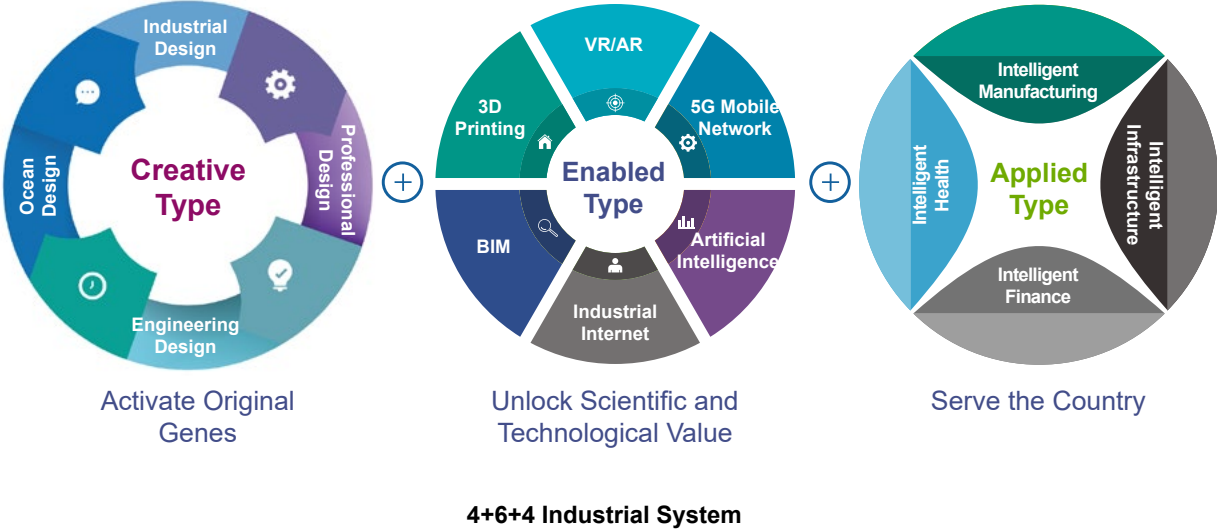 Industrial
Design
Professional
Design
Engineering
Design
Ocean
Design
Creative
Type
Activate Original
Genes
VR/AR
5G Mobile
Network
Artificial
Intelligence
Industrial
Internet
BIM
3D
Printing
Enabled
Type
Unlock Scientific and
Technological Value
Intelligent
Manufacturing
Intelligent
Infrastructure
Intelligent
Finance
Intelligent
Health
Applied
Type
Serve the Country
4+6+4 Industrial System